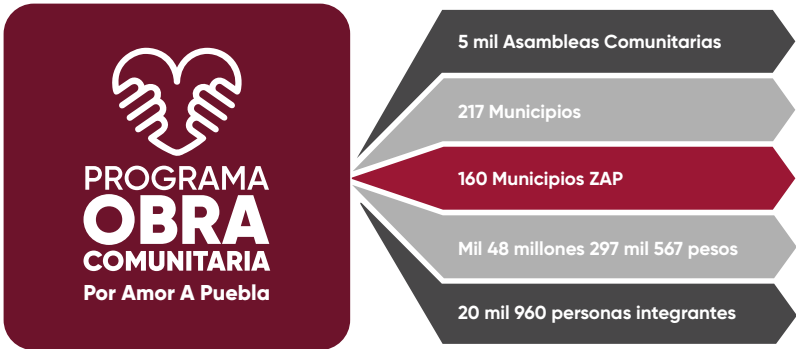 PROGRAMA
OBRA
COMUNITARIA
Por Amor A Puebla
5 mil Asambleas Comunitarias
217 Municipios
160 Municipios ZAP
Mil 48 millones 297 mil 567 pesos
20 mil 960 personas integrantes